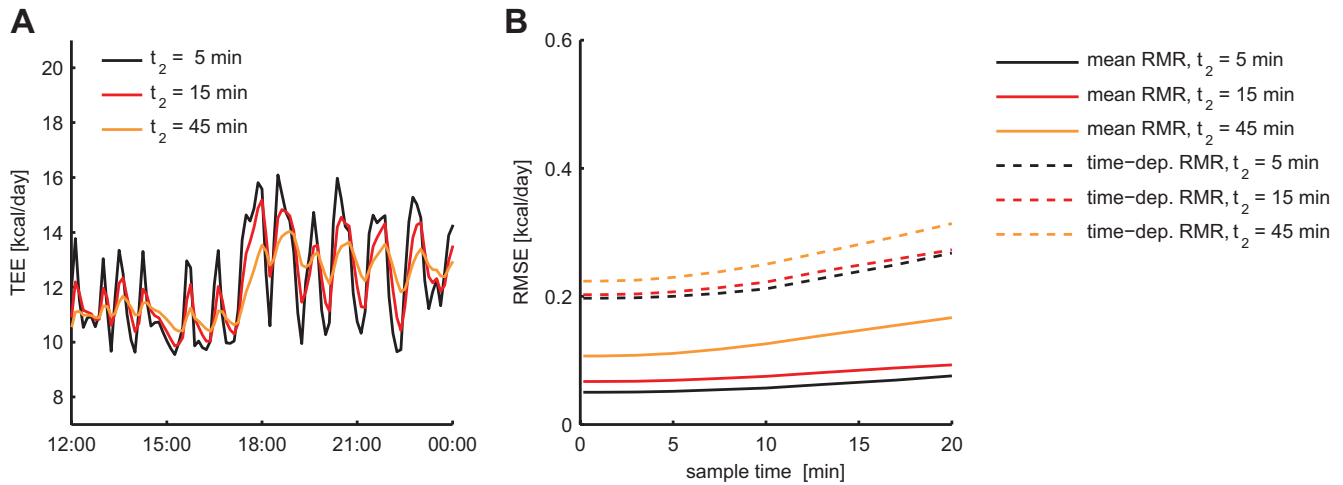 A
t2 = 5 min
t2 = 15 min
t2 = 45 min
TEE [kcal/day]
20
18
16
14
12
10
8
12:00
15:00
18:00
21:00
00:00
B
RMSE [kcal/day]
0.6
0.4
0.2
0
0
5
10
15
20
sample time [min]
mean RMR, t2 = 5 min
mean RMR, t2 = 15 min
mean RMR, t2 = 45 min
time−dep. RMR, t2 = 5 min
time−dep. RMR, t2 = 15 min
time−dep. RMR, t2 = 45 min